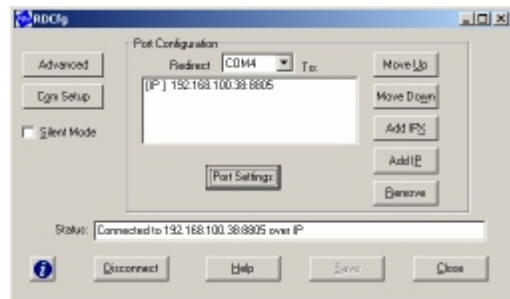 RDCfg
Port Configuration
Advanced
Redirect COM4 To:
Move Up
[IP ] 192.168.100.38:8805
Com Setup
Move Down
Silent Mode
Add IPX
Add IP
Port Settings
Remove
Status: Connected to 192.168.100.38:8805 over IP
Disconnect
Help
Save
Close